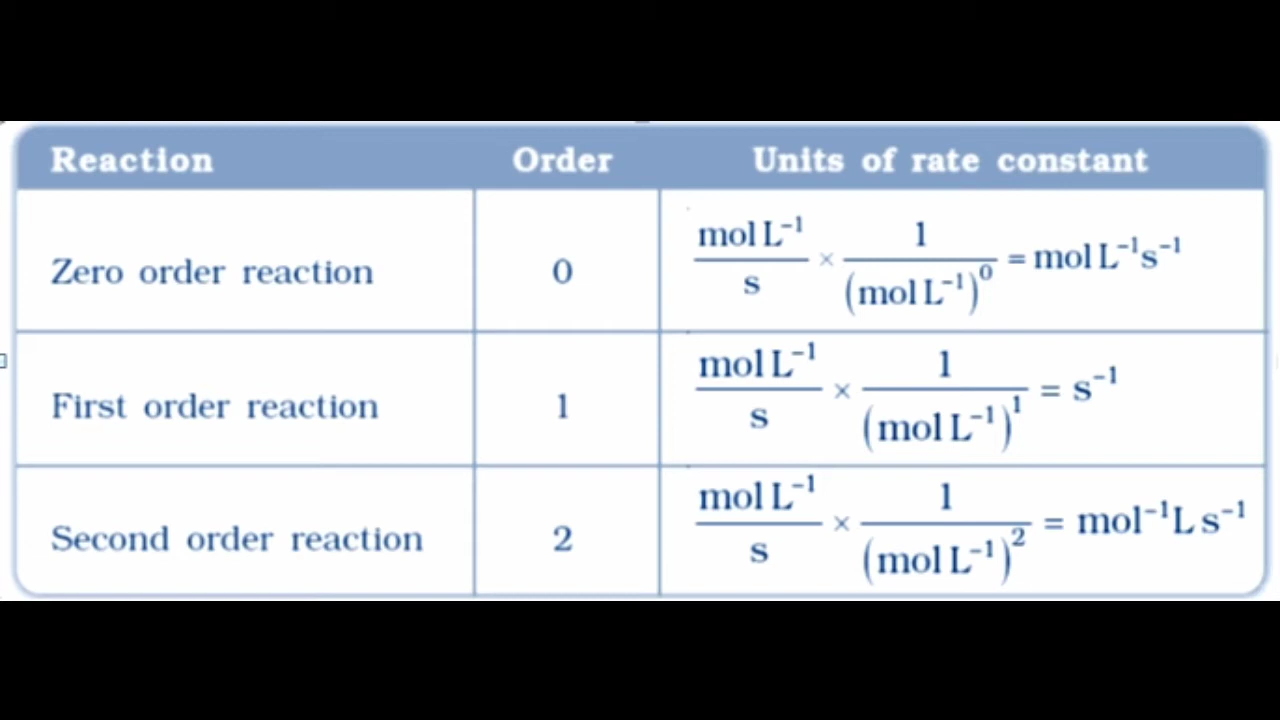 Reaction Order Units of rate constant
Zero order reaction 0 mol L⁻¹/s × 1/(mol L⁻¹)⁰ = mol L⁻¹s⁻¹
First order reaction 1 mol L⁻¹/s × 1/(mol L⁻¹)¹ = s⁻¹
Second order reaction 2 mol L⁻¹/s × 1/(mol L⁻¹)² = mol⁻¹L s⁻¹